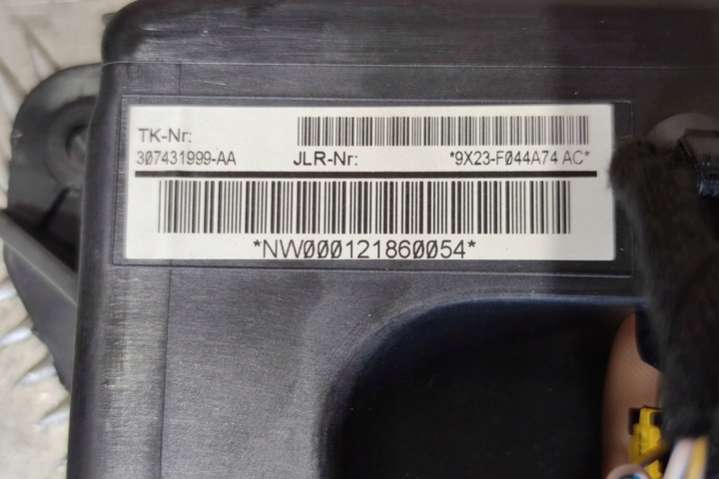 TK-Nr:
307431999-AA JLR-Nr: *9X23-F044A74 AC*
*NW000121860054*